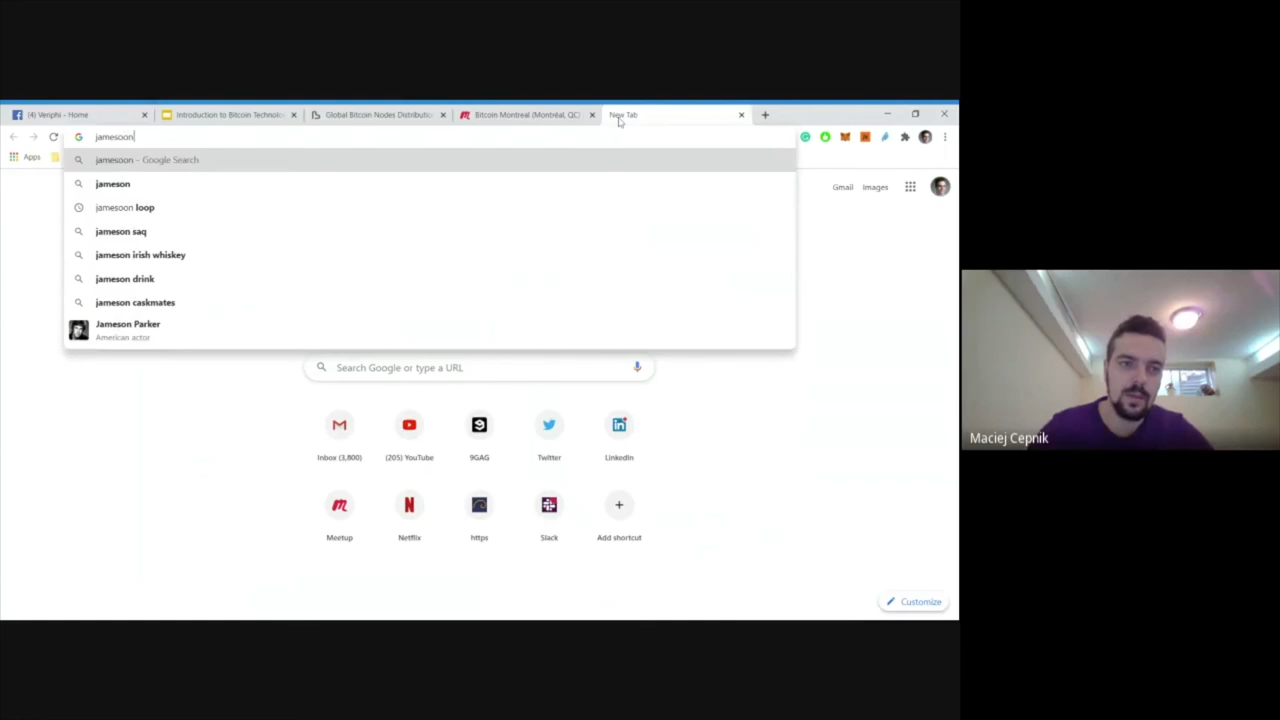 (4) Veriphi - Home
Introduction to Bitcoin Technolo
Global Bitcoin Nodes Distributio
Bitcoin Montreal (Montréal, QC)
New Tab
jamesoon
Apps
jamesoon - Google Search
jameson
jamesoon loop
jameson saq
jameson irish whiskey
jameson drink
jameson caskmates
Jameson Parker
American actor
Gmail
Images
Search Google or type a URL
Inbox (3,800)
(205) YouTube
9GAG
Twitter
LinkedIn
Meetup
Netflix
https
Slack
Add shortcut
Customize
Maciej Cepnik